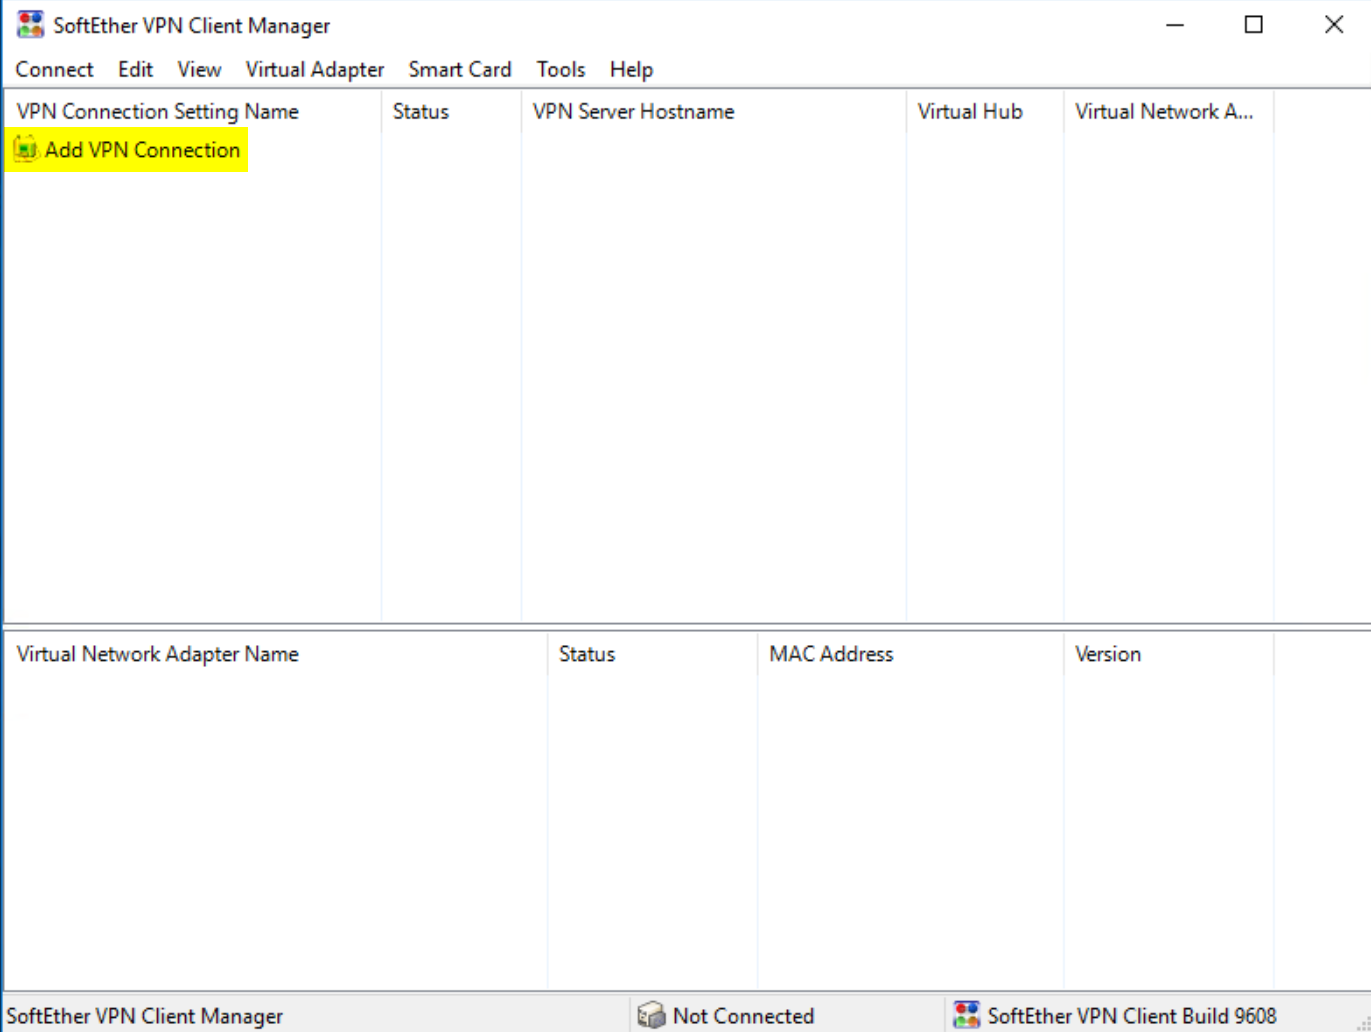 SoftEther VPN Client Manager
Connect Edit View Virtual Adapter Smart Card Tools Help
VPN Connection Setting Name Status VPN Server Hostname Virtual Hub Virtual Network A...
Add VPN Connection
Virtual Network Adapter Name Status MAC Address Version
SoftEther VPN Client Manager Not Connected SoftEther VPN Client Build 9608